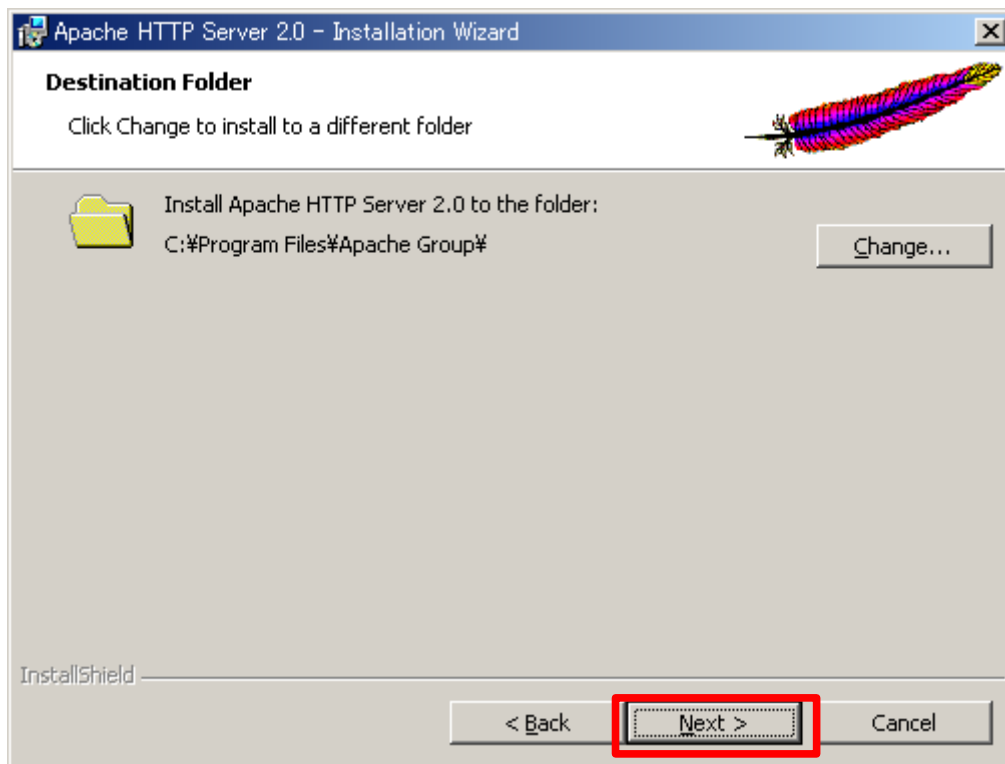 Apache HTTP Server 2.0 - Installation Wizard
Destination Folder
Click Change to install to a different folder
Install Apache HTTP Server 2.0 to the folder:
C:¥Program Files¥Apache Group¥
Change...
InstallShield
< Back
Next >
Cancel